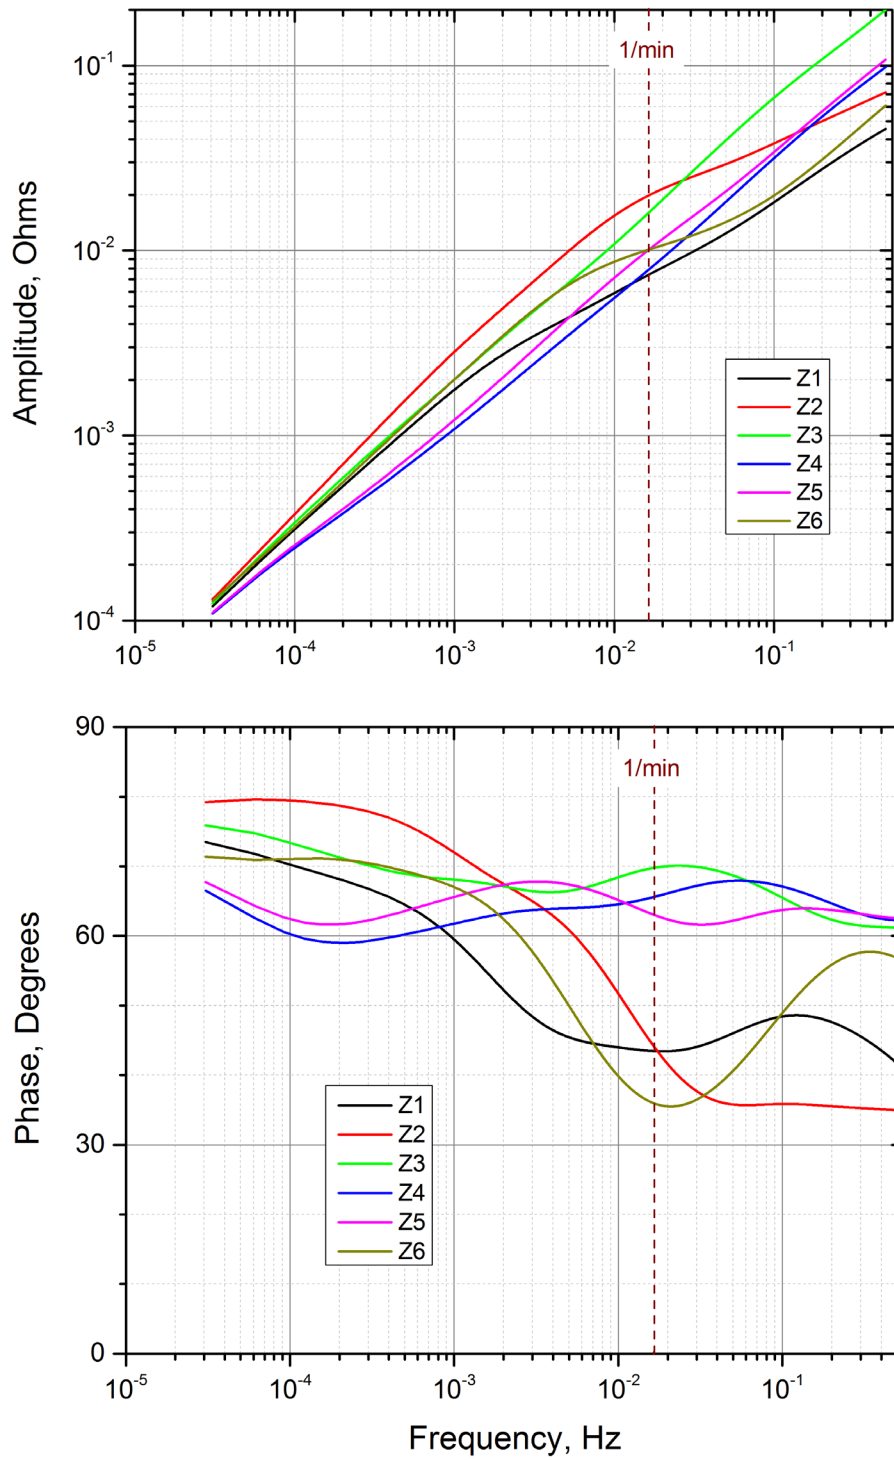 1/min
10-1
10-2
10-3
10-4
Amplitude, Ohms
Z1
Z2
Z3
Z4
Z5
Z6
10-5 10-4 10-3 10-2 10-1
90
60
30
0
1/min
Phase, Degrees
Z1
Z2
Z3
Z4
Z5
Z6
10-5 10-4 10-3 10-2 10-1
Frequency, Hz